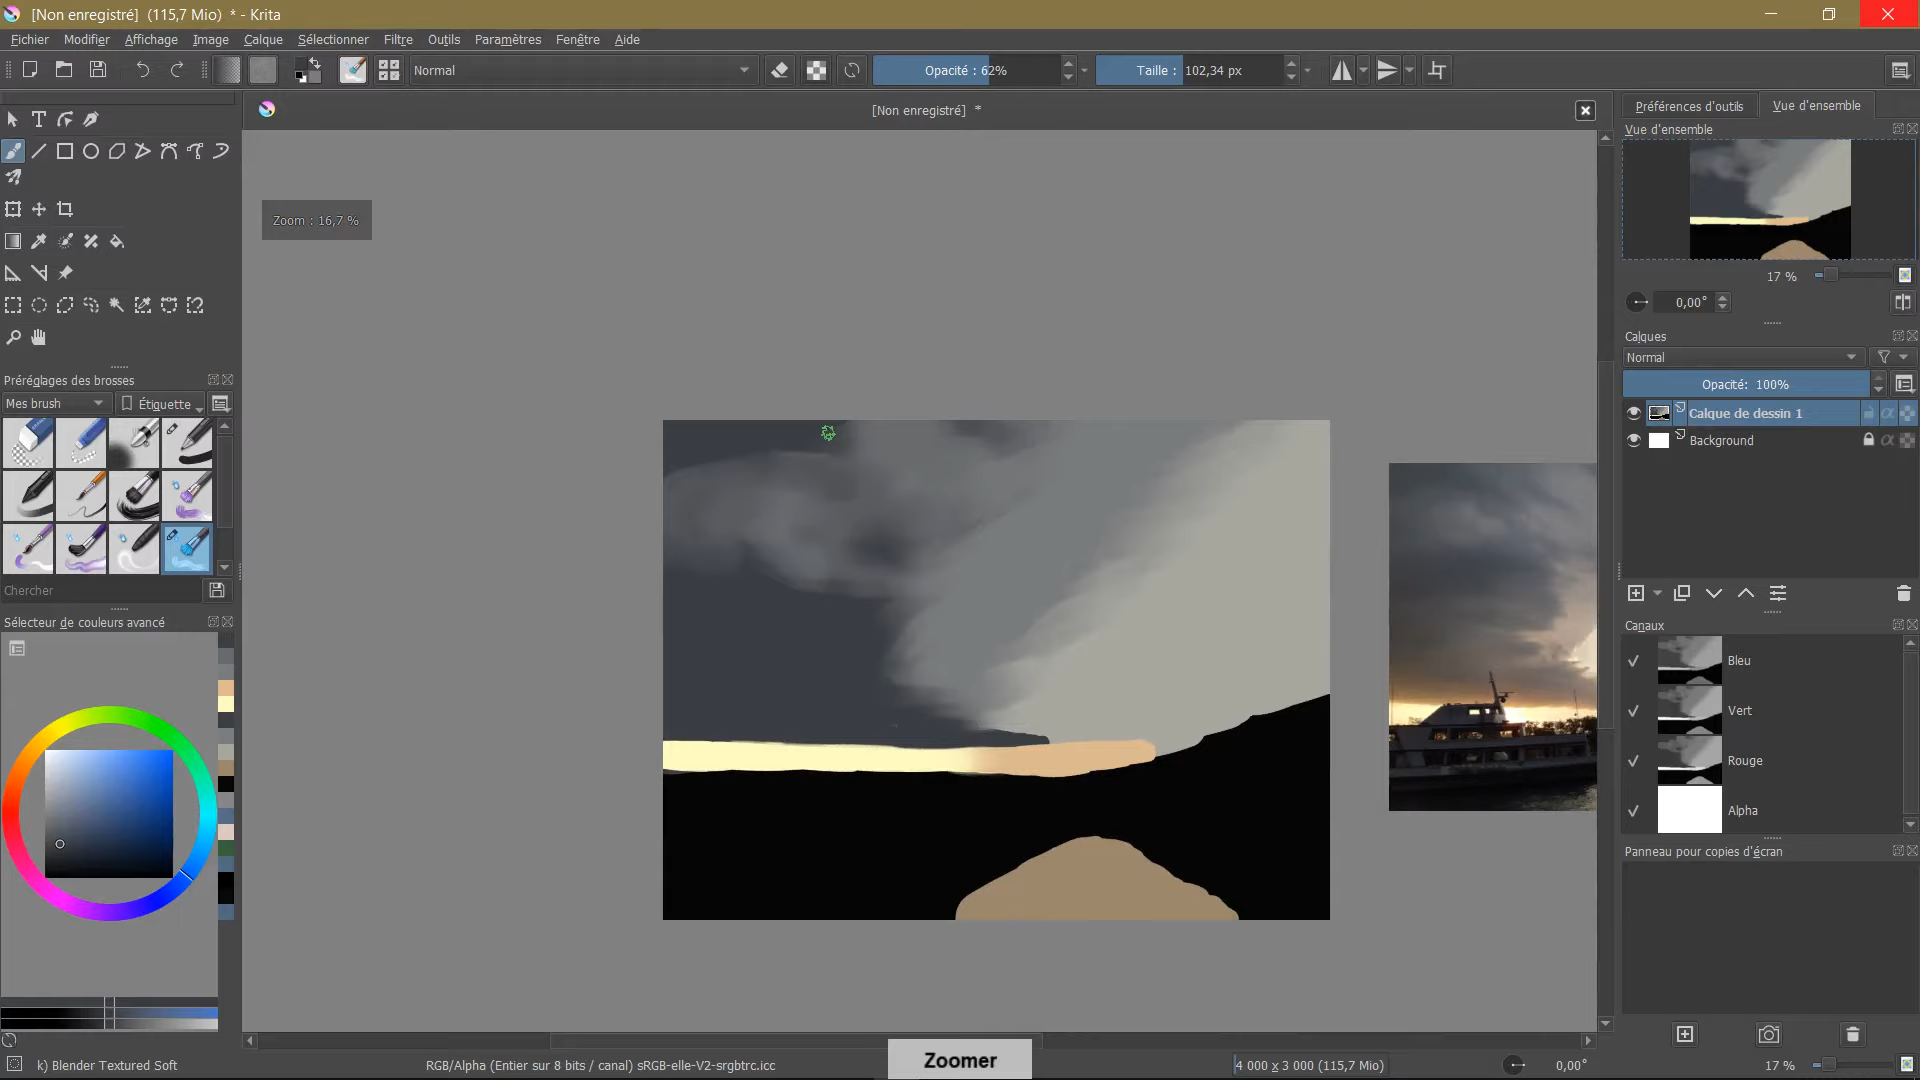 [Non enregistré]  (115,7 Mio)  * - Krita
Fichier Modifier Affichage Image Calque Sélectionner Filtre Outils Paramètres Fenêtre Aide
Normal Opacité : 62% Taille : 102,34 px
[Non enregistré]  *
Préférences d'outils Vue d'ensemble
Vue d'ensemble
Zoom : 16,7 %
17 %
0,00°
Calques
Normal
Opacité:  100%
Calque de dessin 1
Background
Préréglages des brosses
Mes brush Étiquette
Chercher
Sélecteur de couleurs avancé
Canaux
Bleu
Vert
Rouge
Alpha
Panneau pour copies d'écran
k) Blender Textured Soft
RGB/Alpha (Entier sur 8 bits / canal) sRGB-elle-V2-srgbtrc.icc
Zoomer
4 000 x 3 000 (115,7 Mio)
0,00°
17 %